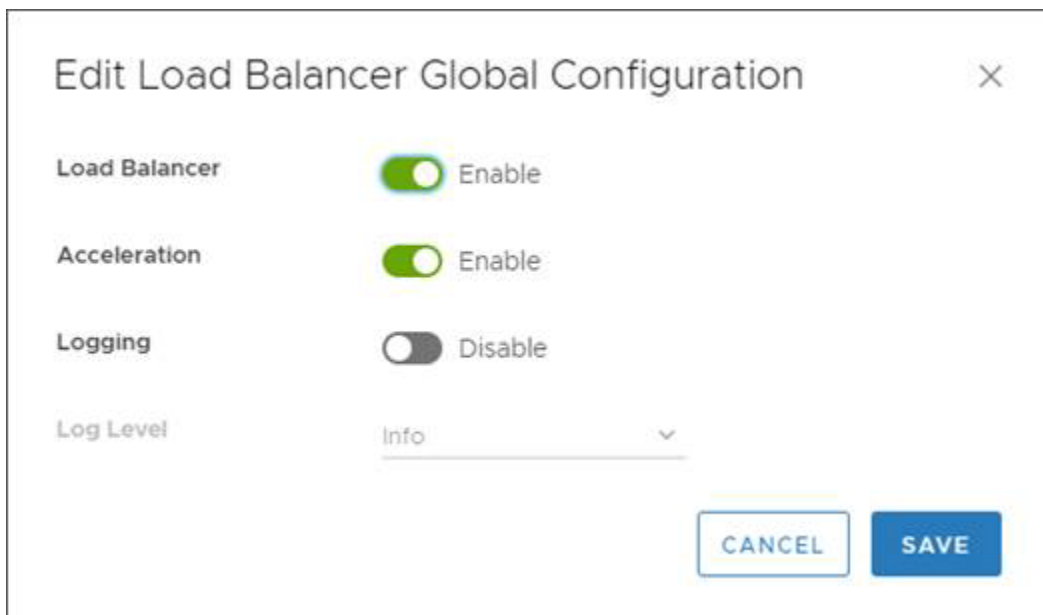 Edit Load Balancer Global Configuration
Load Balancer Enable
Acceleration Enable
Logging Disable
Log Level Info
CANCEL SAVE